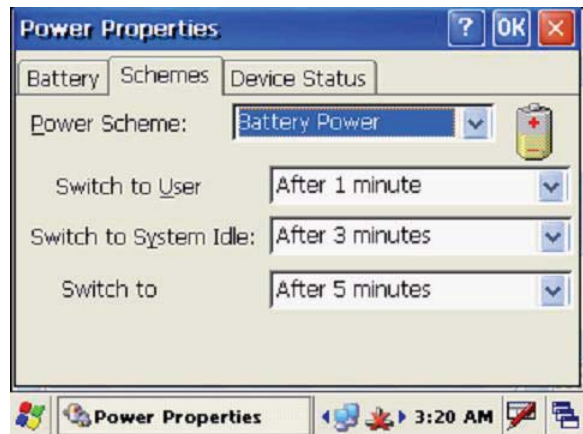 Power Properties ? OK
Battery Schemes Device Status
Power Scheme: Battery Power
Switch to User After 1 minute
Switch to System Idle: After 3 minutes
Switch to After 5 minutes
Power Properties 3:20 AM